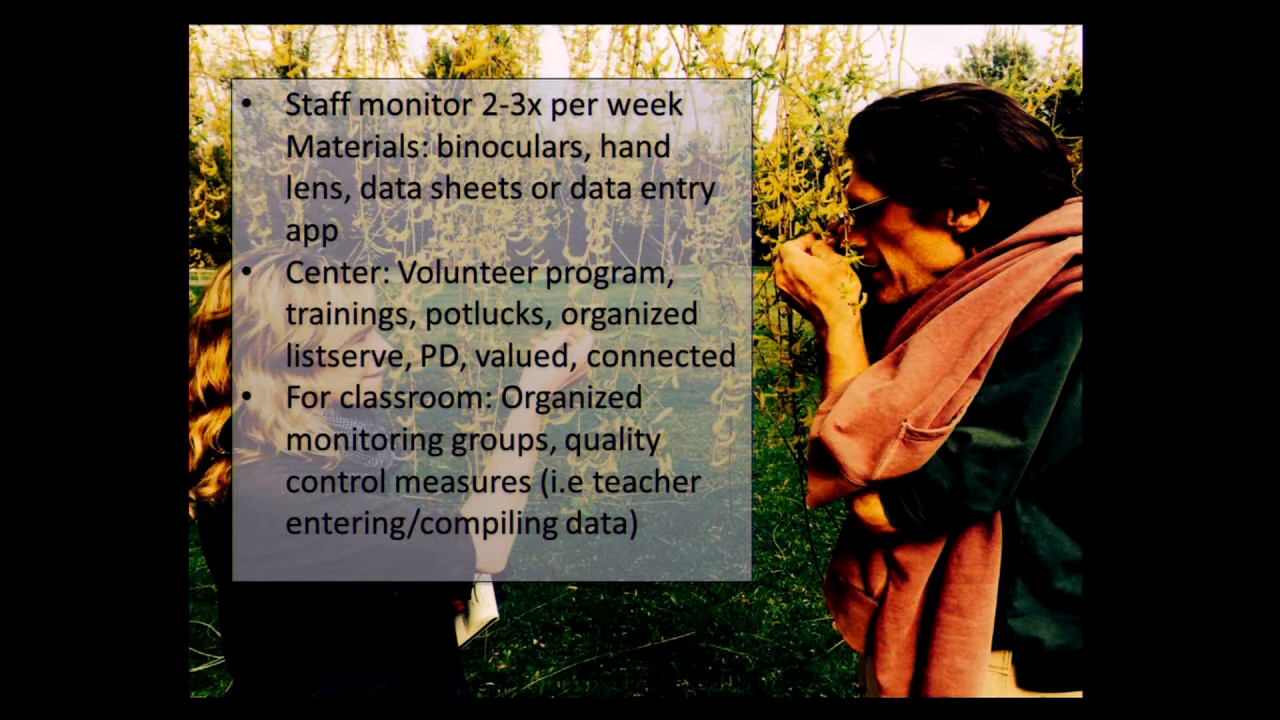 • Staff monitor 2-3x per week
Materials: binoculars, hand
lens, data sheets or data entry
app
• Center: Volunteer program,
trainings, potlucks, organized
listserve, PD, valued, connected
• For classroom: Organized
monitoring groups, quality
control measures (i.e teacher
entering/compiling data)